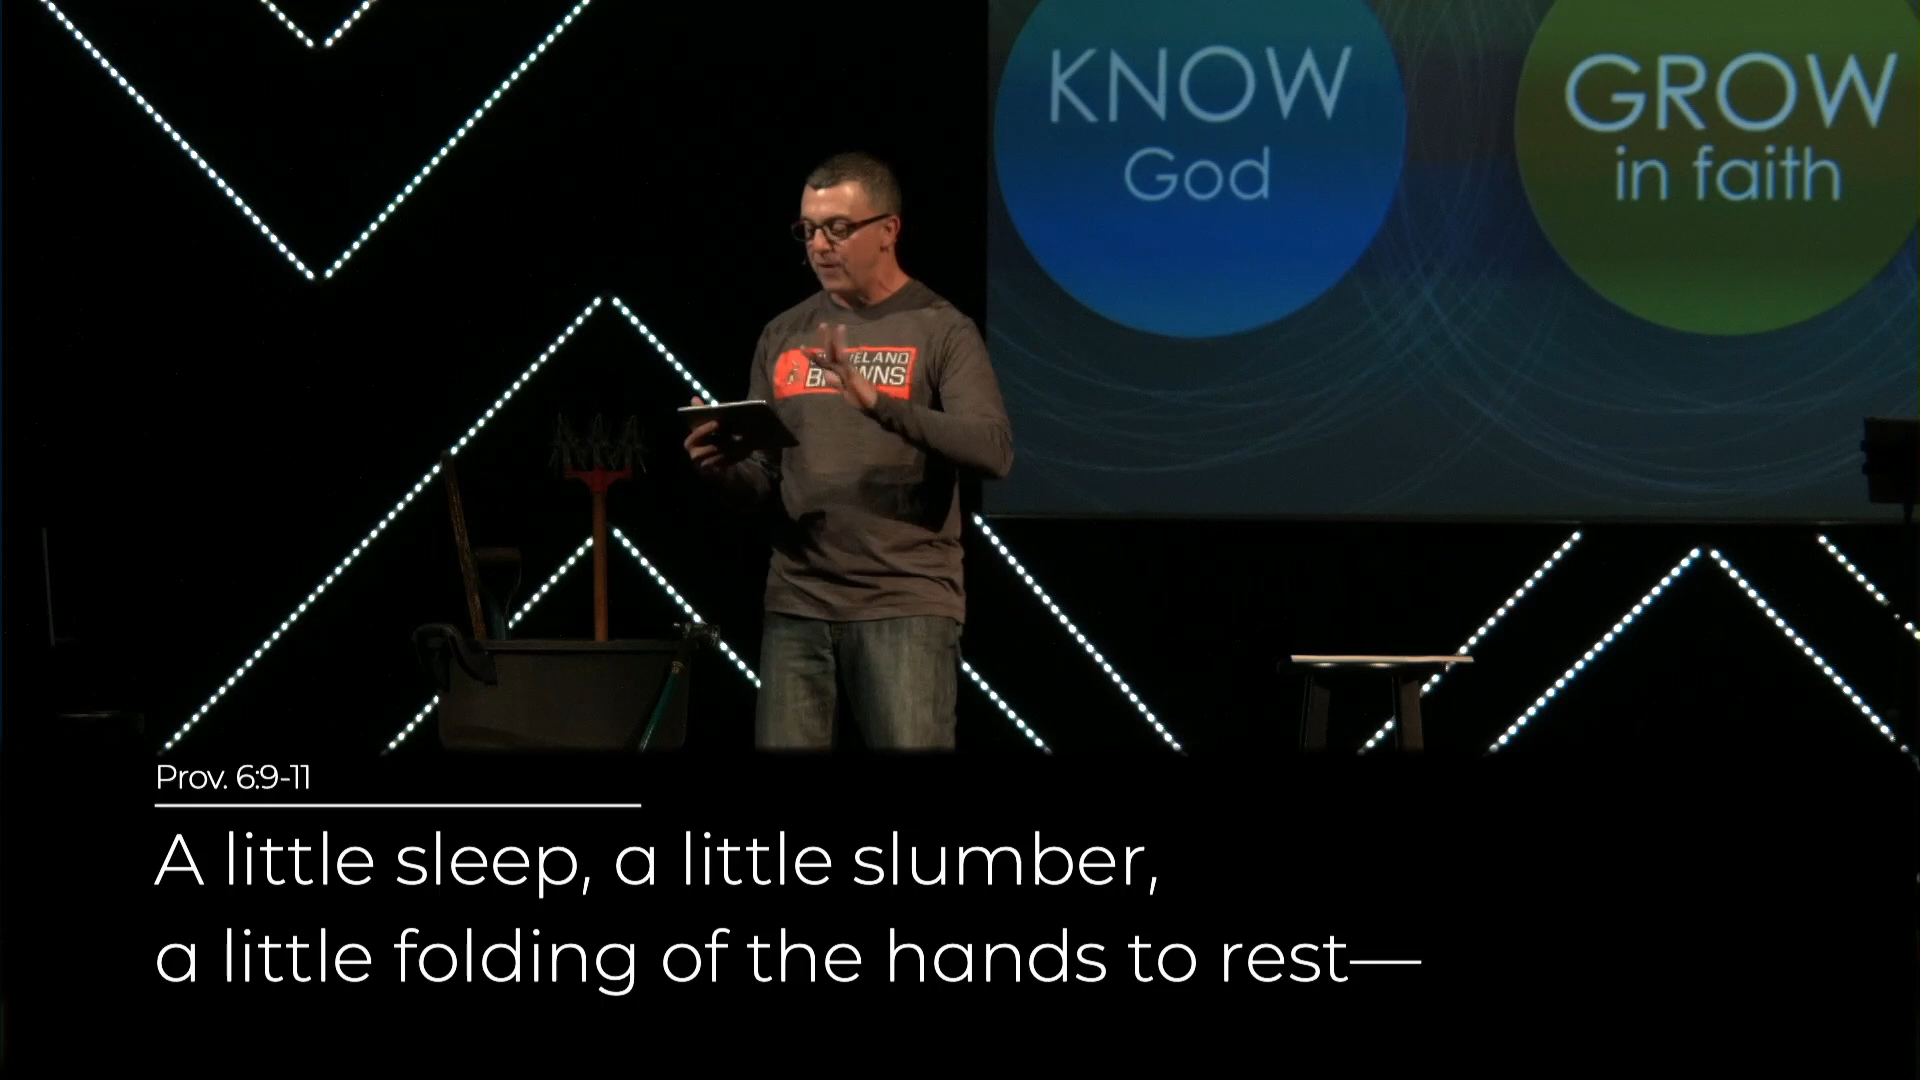 KNOW
God
GROW
in faith
CLEVELAND
BROWNS
Prov. 6:9-11
A little sleep, a little slumber,
a little folding of the hands to rest—